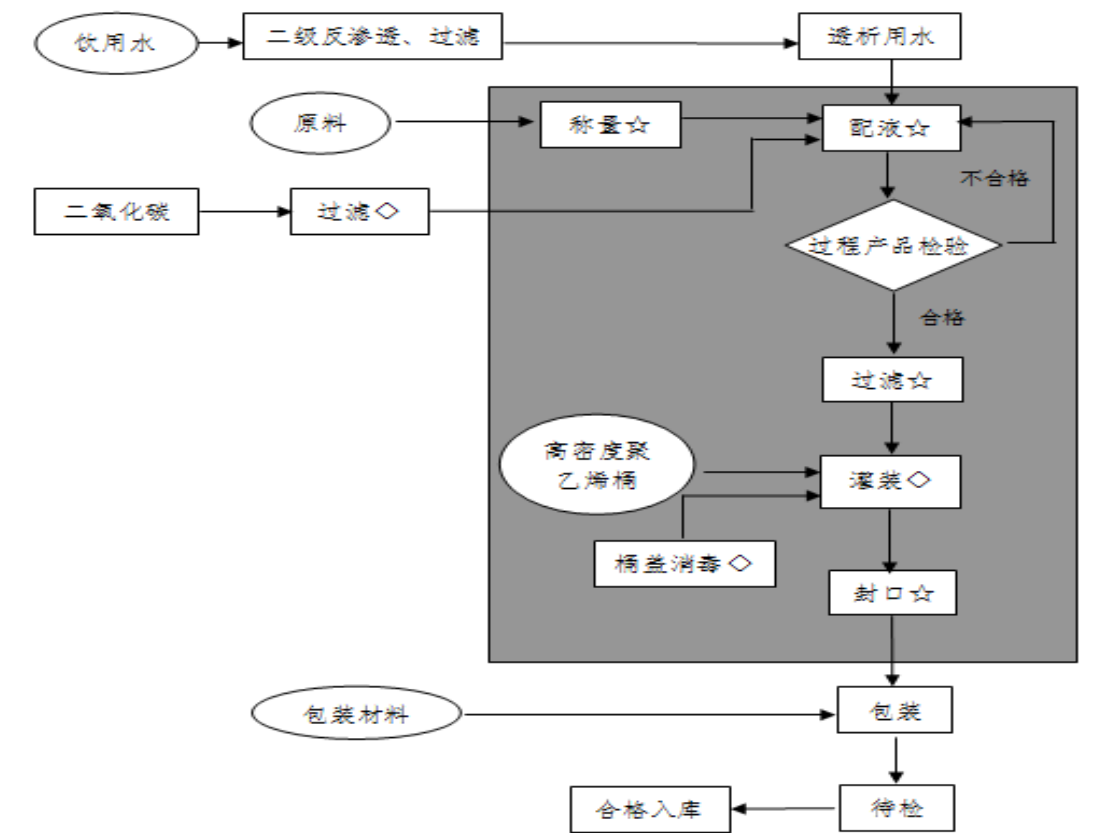 饮用水
二级反渗透、过滤
透析用水
原料
称量☆
配液☆
不合格
二氧化碳
过滤◇
过程产品检验
合格
过滤☆
高密度聚
乙烯桶
灌装◇
桶盖消毒◇
封口☆
包装材料
包装
合格入库
待检